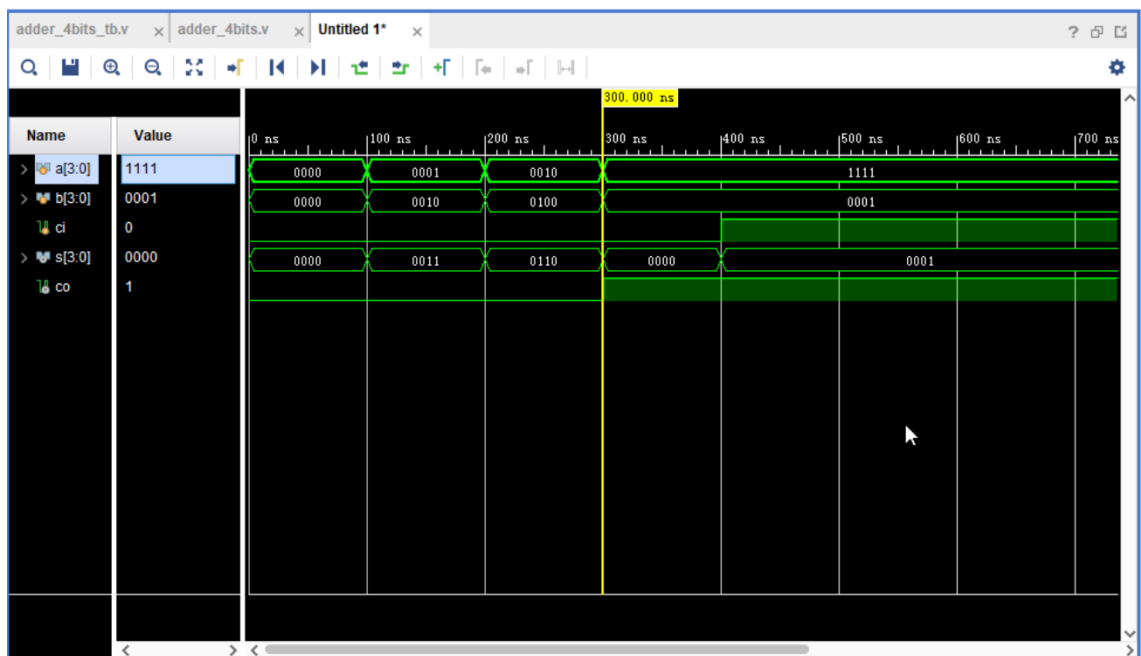 adder_4bits_tb.v × adder_4bits.v × Untitled 1* ×
300.000 ns
Name Value 0 ns 100 ns 200 ns 300 ns 400 ns 500 ns 600 ns 700 ns
a[3:0] 1111 0000 0001 0010 1111
b[3:0] 0001 0000 0010 0100 0001
ci 0
s[3:0] 0000 0000 0011 0110 0000 0001
co 1